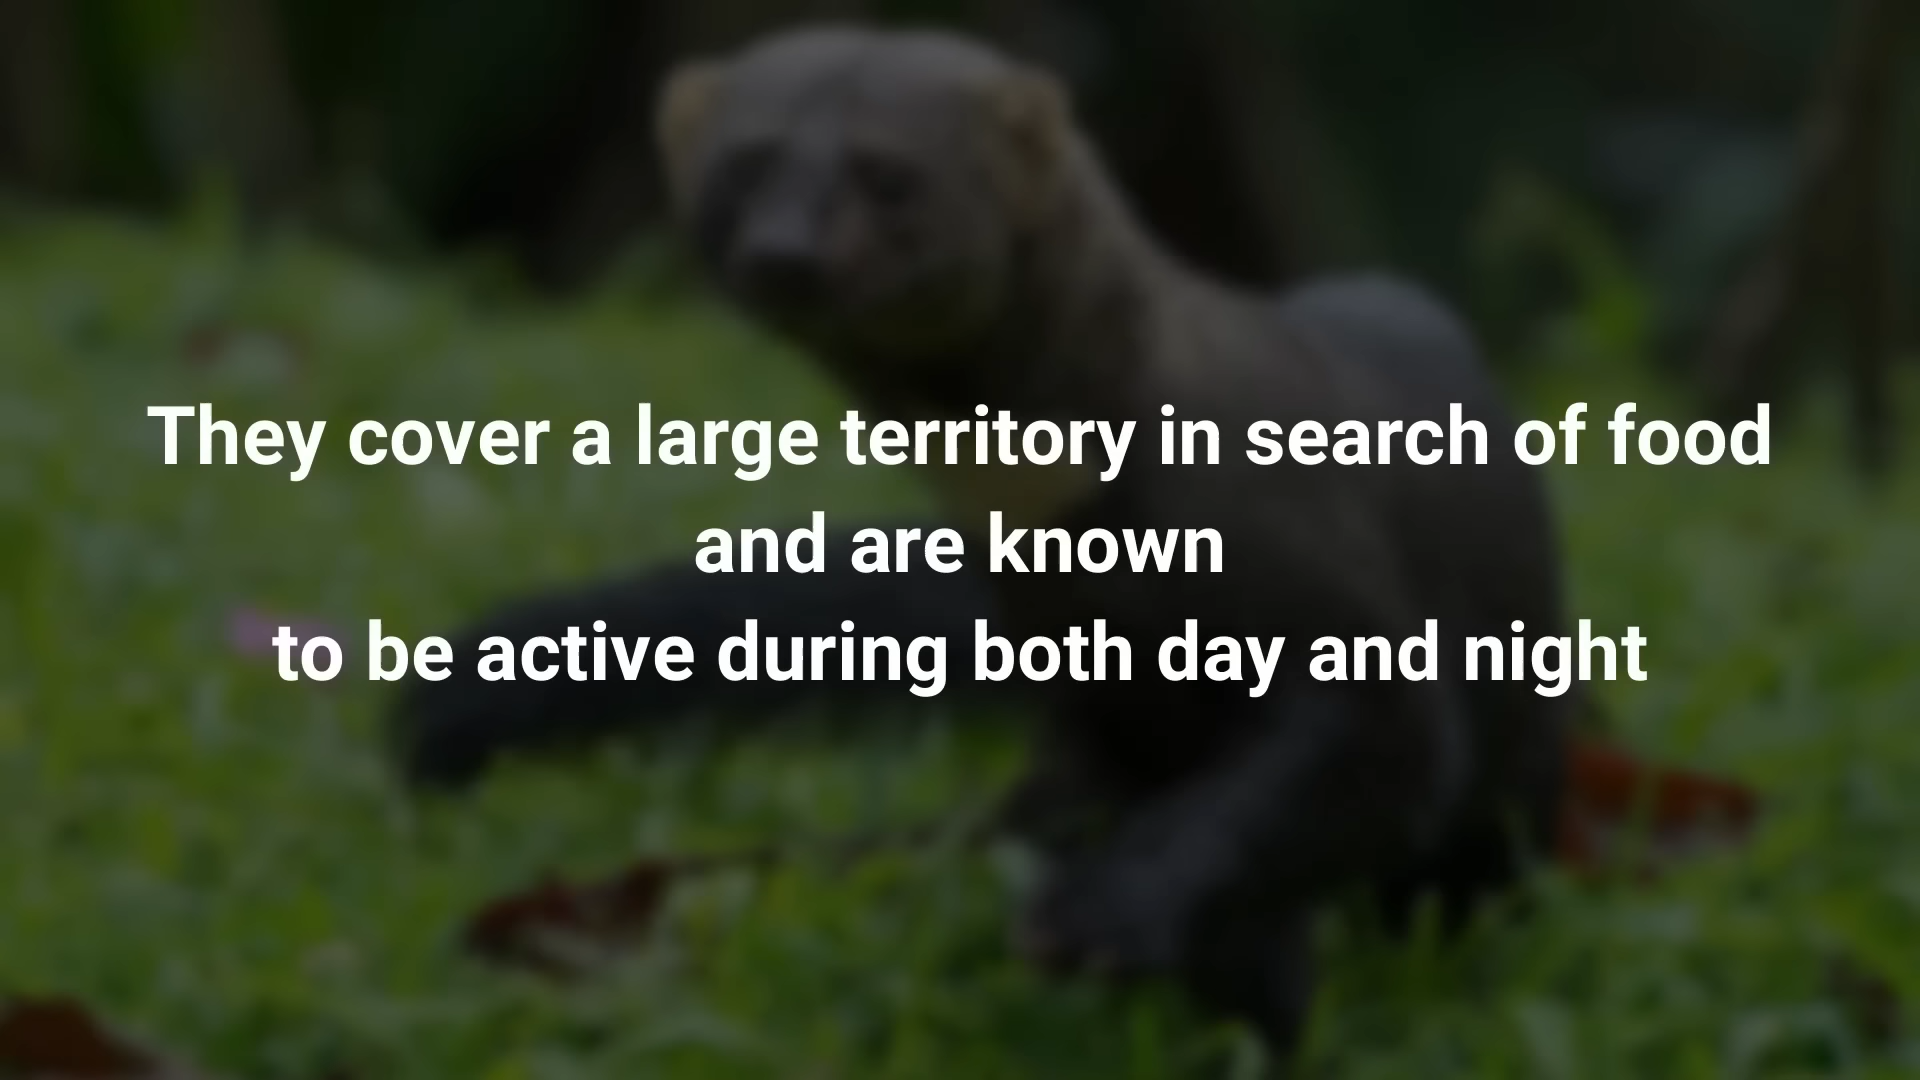 They cover a large territory in search of food
and are known
to be active during both day and night